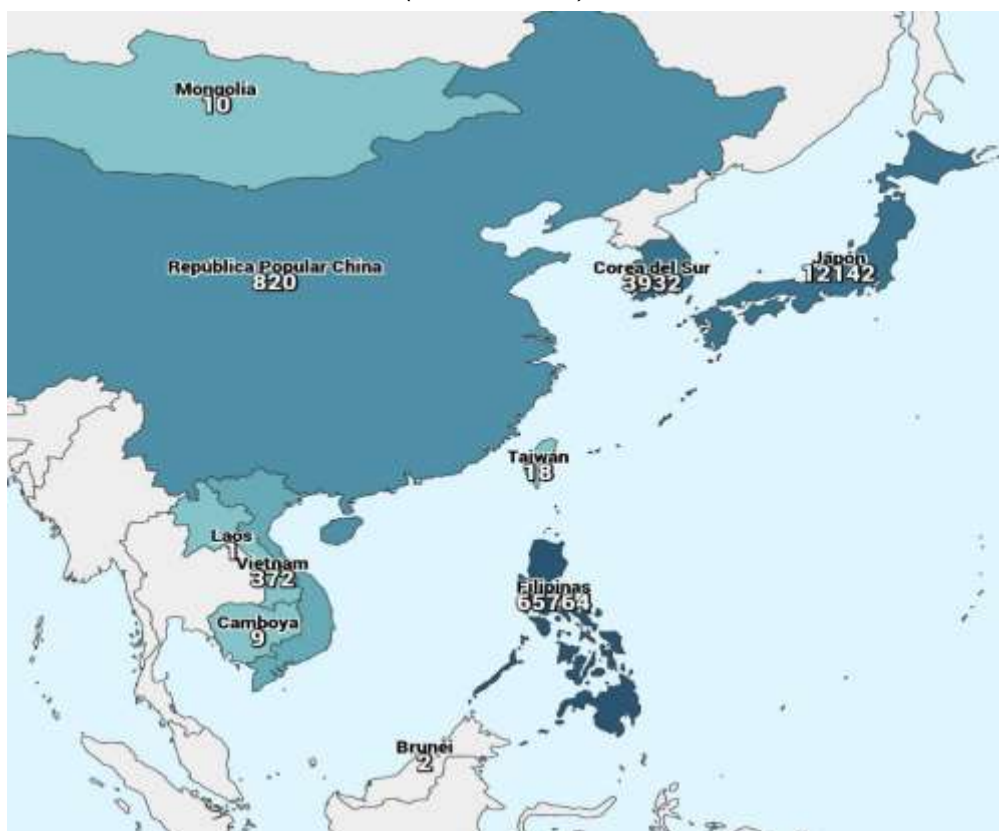 Mongolia
10
República Popular China
820
Corea del Sur
3932
Japón
12142
Taiwán
18
Laos
1
Vietnam
372
Filipinas
65764
Camboya
9
Brunéi
2